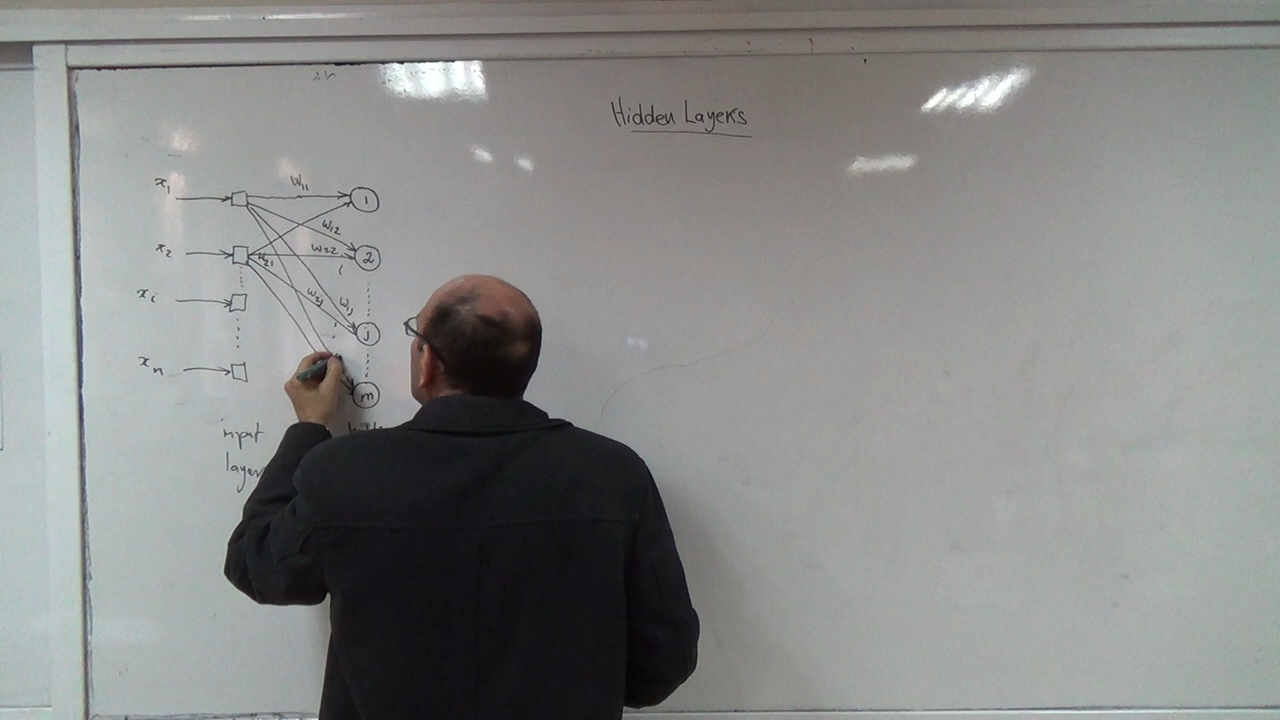 Hidden Layers
x1
W11
1
W12
x2
W21
W22
2
xi
W2j
W1j
j
xn
m
input
layer